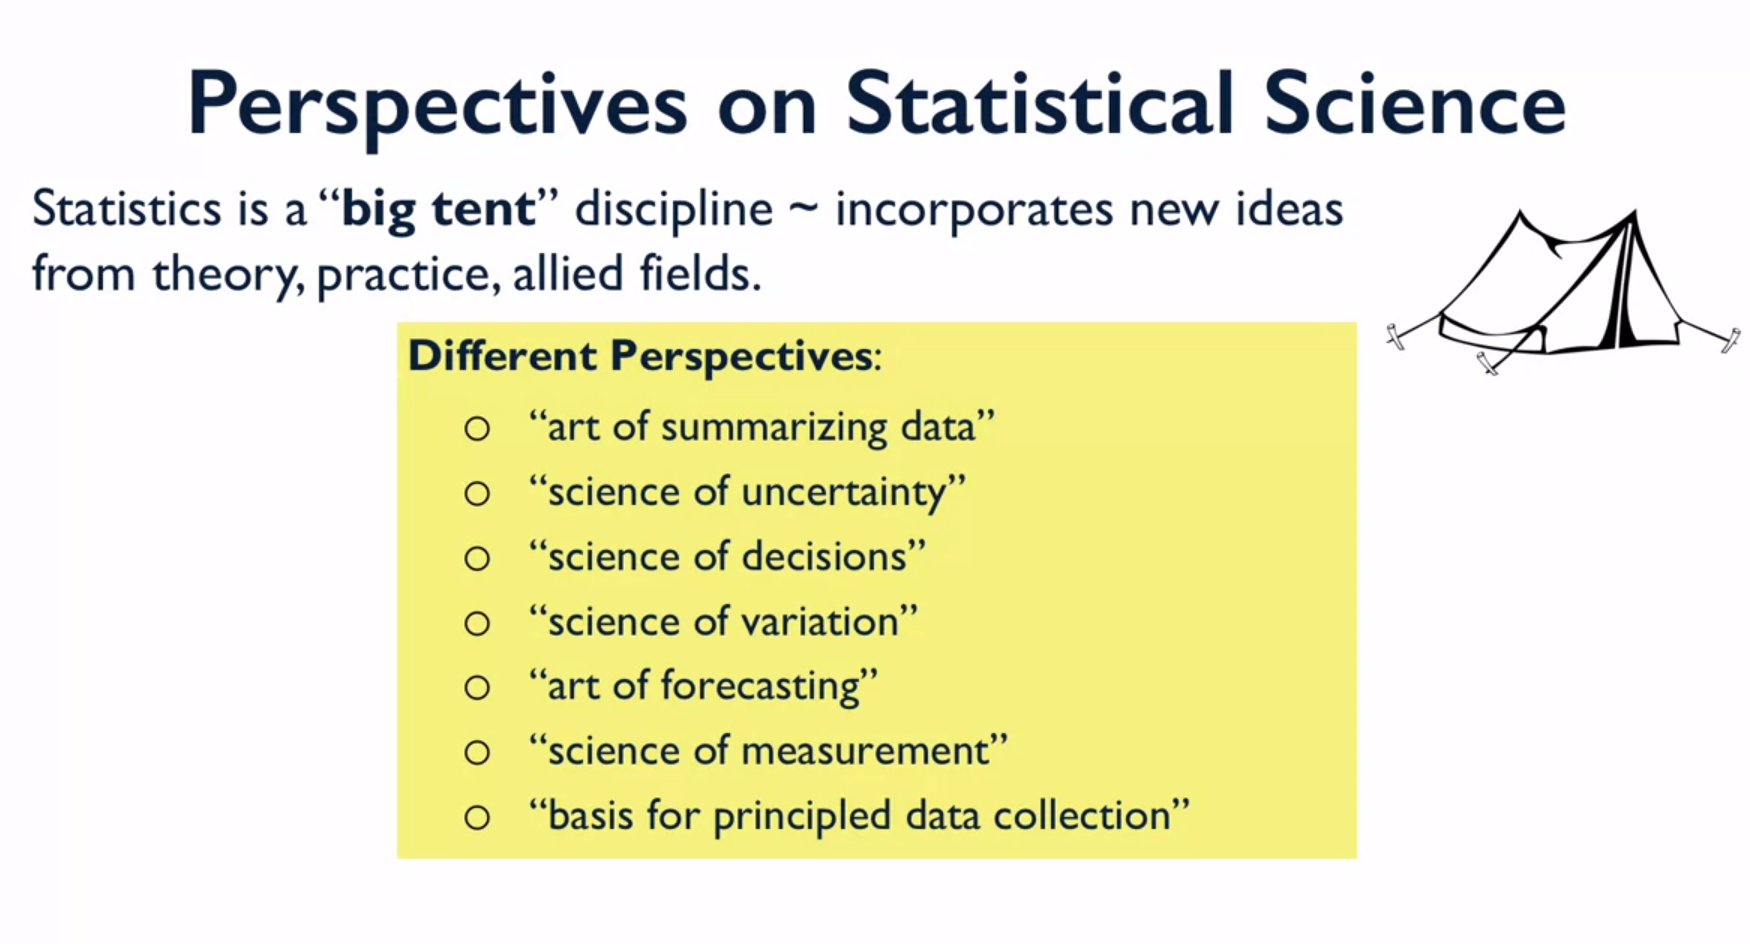 Perspectives on Statistical Science
Statistics is a “big tent” discipline ~ incorporates new ideas
from theory, practice, allied fields.
Different Perspectives:
○ “art of summarizing data”
○ “science of uncertainty”
○ “science of decisions”
○ “science of variation”
○ “art of forecasting”
○ “science of measurement”
○ “basis for principled data collection”